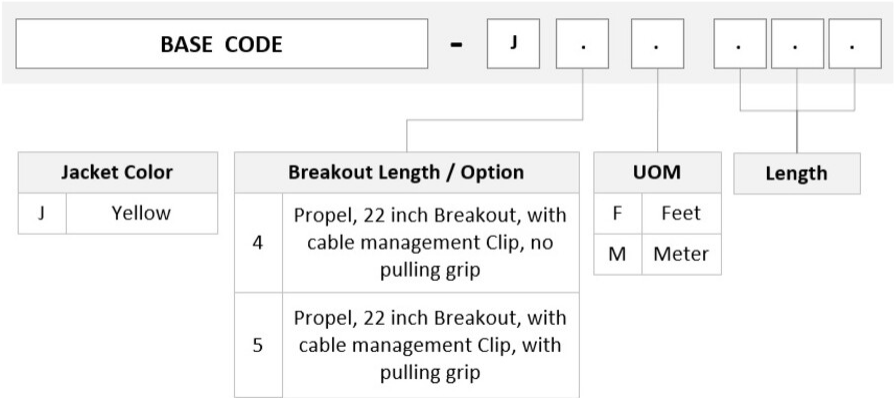 BASE CODE - J . . . . .
Jacket Color
J Yellow
Breakout Length / Option
4 Propel, 22 inch Breakout, with
cable management Clip, no
pulling grip
5 Propel, 22 inch Breakout, with
cable management Clip, with
pulling grip
UOM
F Feet
M Meter
Length